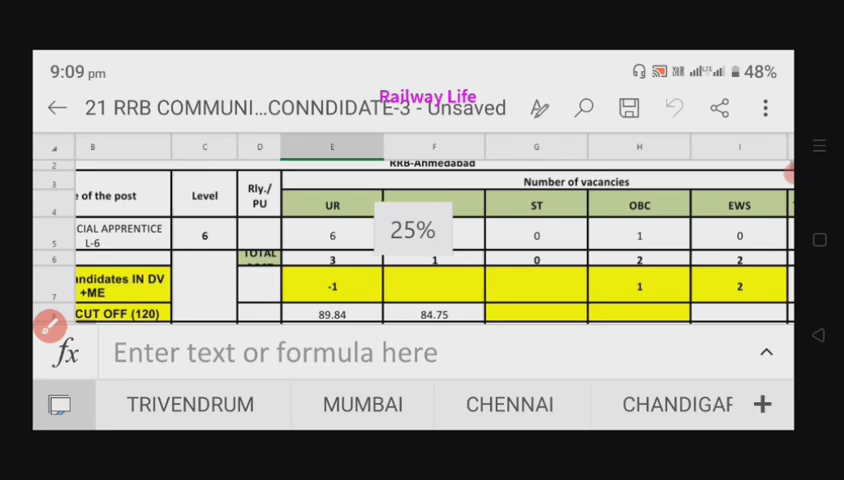 9:09 pm
48%
Railway Life
21 RRB COMMUNI...CONNDIDATE-3 - Unsaved
B C D E F G H I
2 RRB-Ahmedabad
3 e of the post Level Rly./ PU Number of vacancies
4 UR ST OBC EWS
25%
5 CIAL APPRENTICE L-6 6 6 0 1 0
6 TOTAL 3 1 0 2 2
7 andidates IN DV +ME -1 1 2
CUT OFF (120) 89.84 84.75
fx Enter text or formula here
TRIVENDRUM MUMBAI CHENNAI CHANDIGAR +